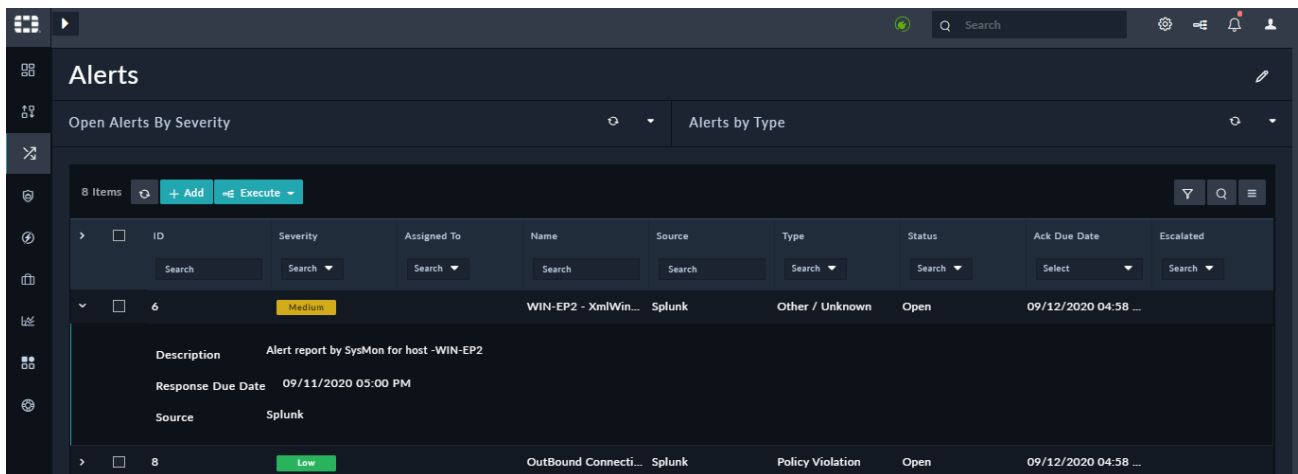 Search
Alerts
Open Alerts By Severity
Alerts by Type
8 Items
+ Add
Execute
ID Severity Assigned To Name Source Type Status Ack Due Date Escalated
Search Search Search Search Search Search Search Select Search
6 Medium WIN-EP2 - XmlWin... Splunk Other / Unknown Open 09/12/2020 04:58 ...
Description Alert report by SysMon for host -WIN-EP2
Response Due Date 09/11/2020 05:00 PM
Source Splunk
8 Low OutBound Connecti... Splunk Policy Violation Open 09/12/2020 04:58 ...